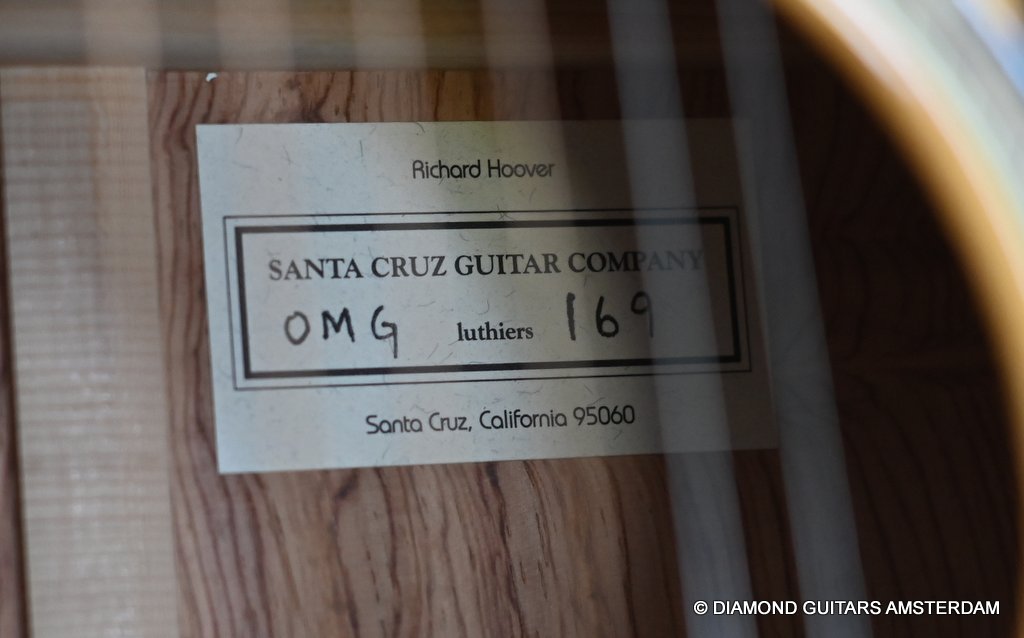 Richard Hoover
SANTA CRUZ GUITAR COMPANY
OMG luthiers 169
Santa Cruz, California 95060
© DIAMOND GUITARS AMSTERDAM